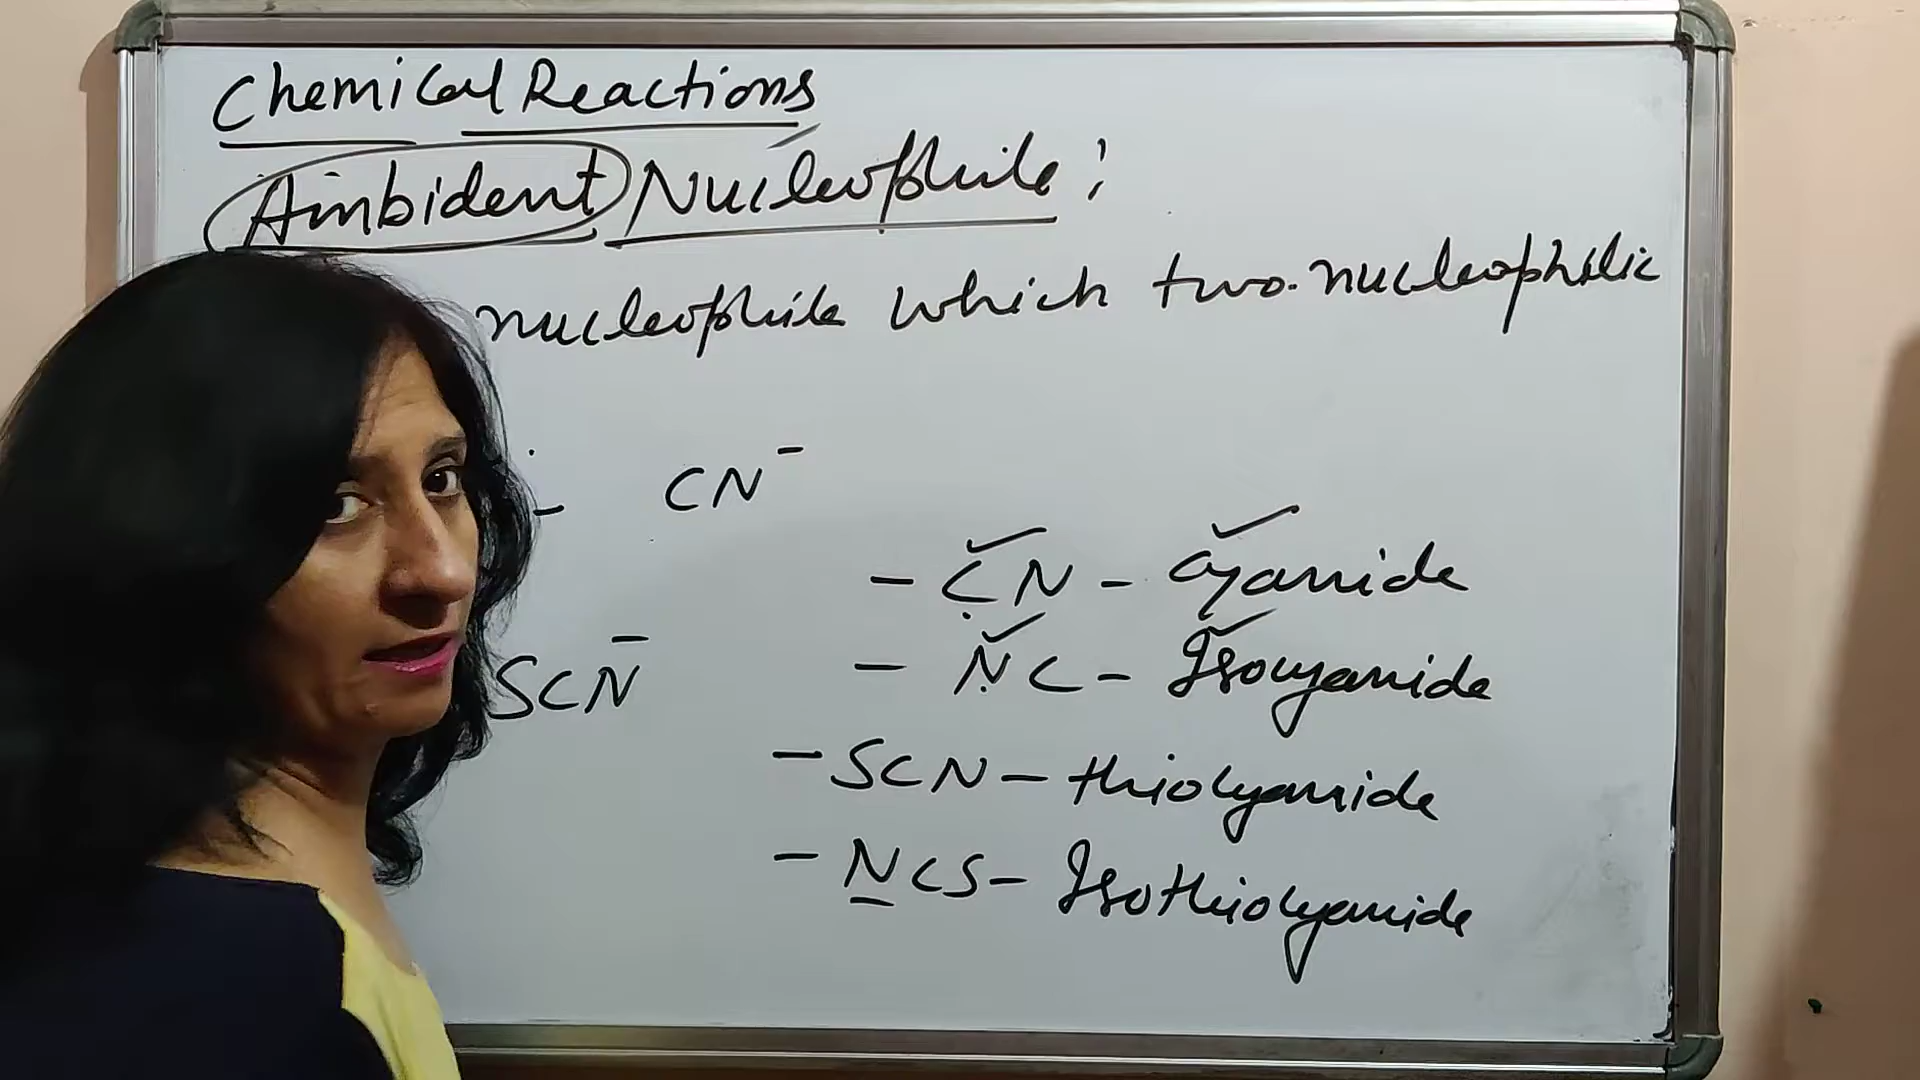 Chemical Reactions
Ambident Nucleophile:
nucleophile which two nucleophilic
CN⁻
- CN - Cyanide
- NC - Isocyanide
SCN⁻
- SCN - thiocyanide
- NCS - Isothiocyanide